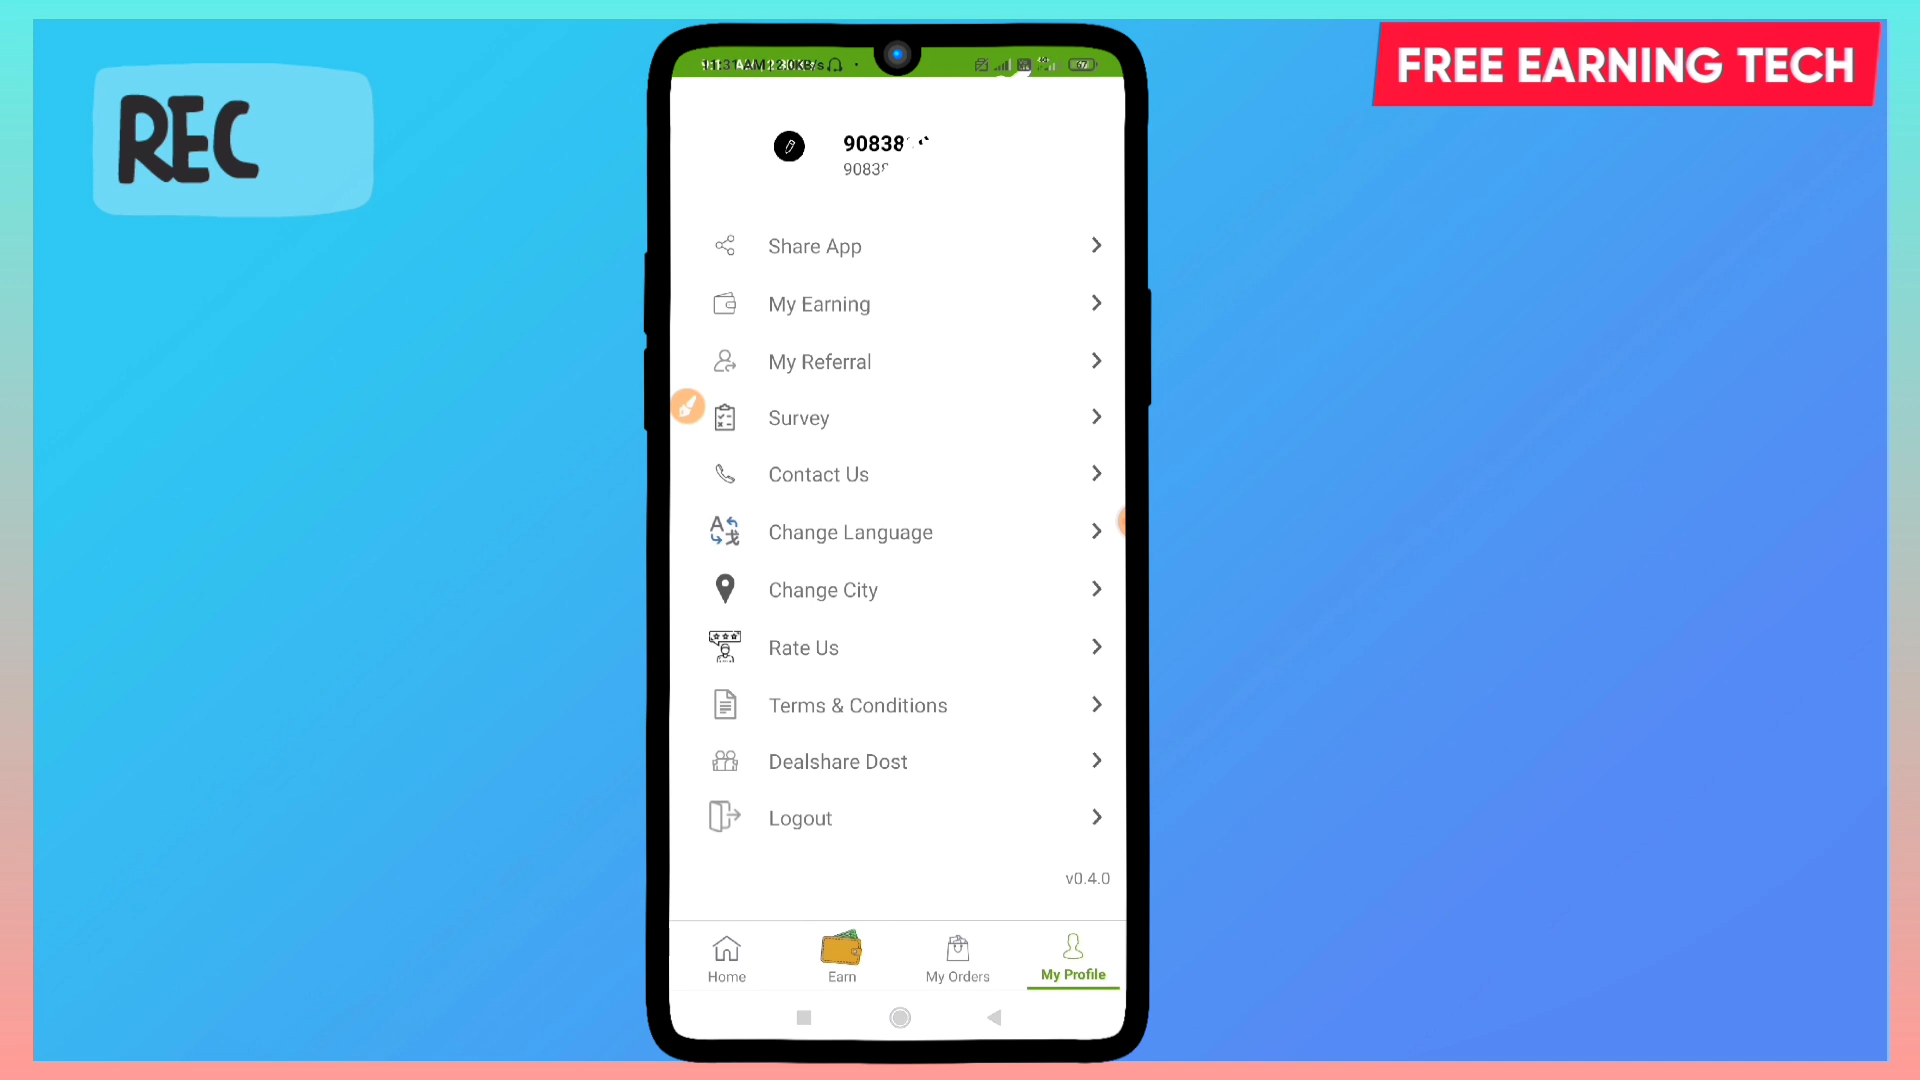 REC
FREE EARNING TECH
90838
9083
Share App
My Earning
My Referral
Survey
Contact Us
Change Language
Change City
Rate Us
Terms & Conditions
Dealshare Dost
Logout
v0.4.0
Home
Earn
My Orders
My Profile